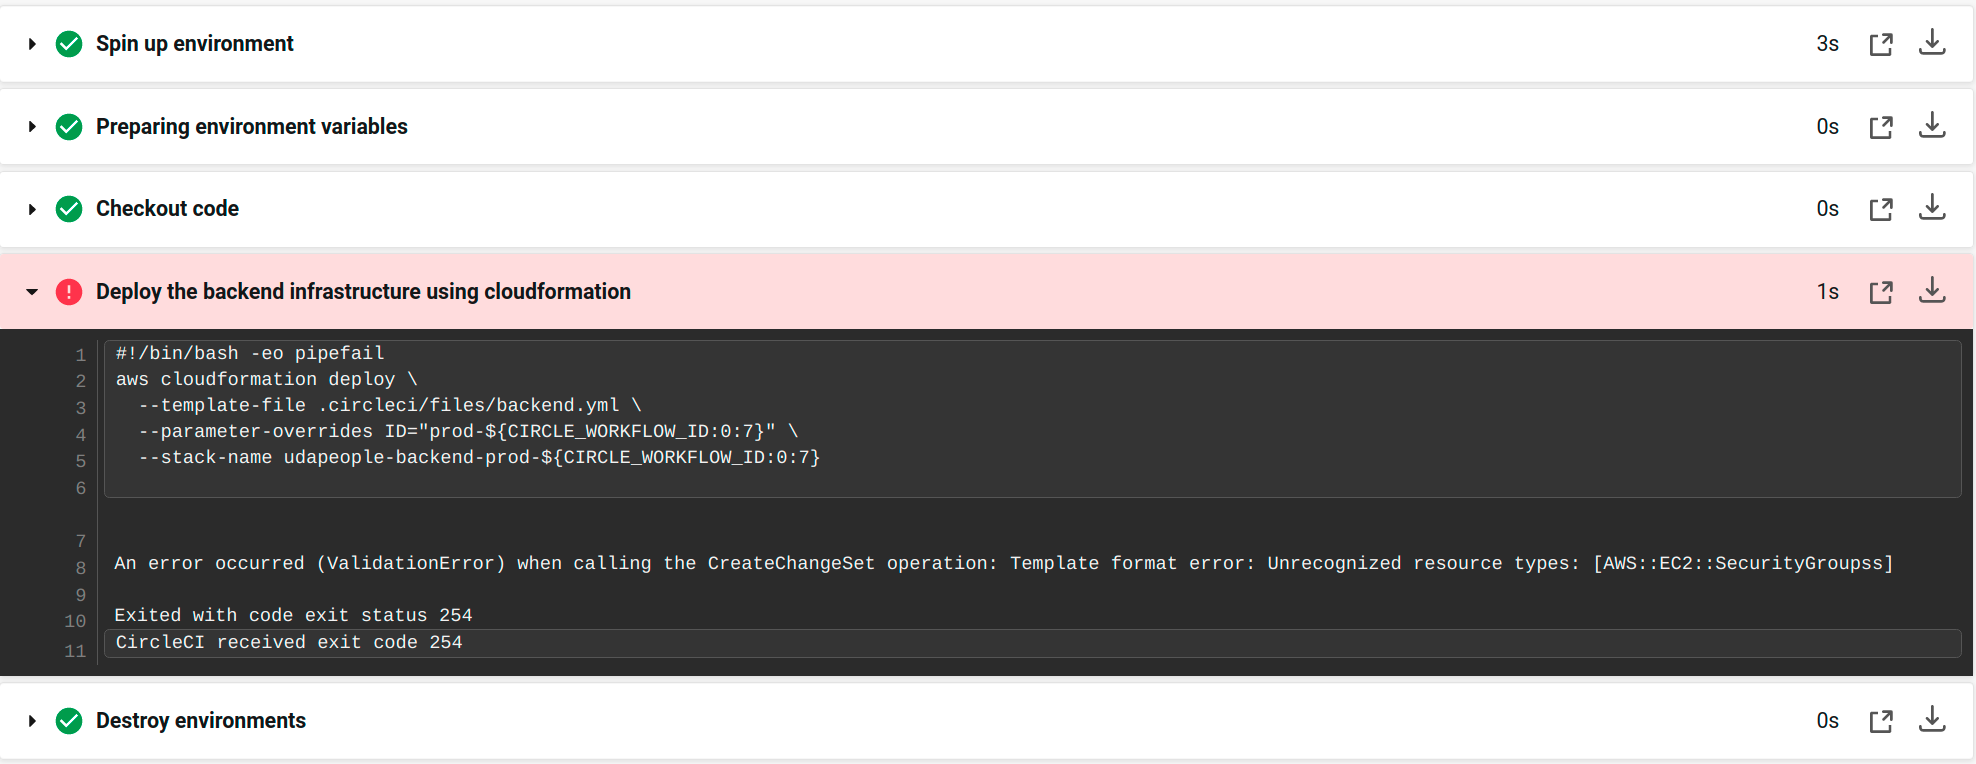 Spin up environment 3s
Preparing environment variables 0s
Checkout code 0s
Deploy the backend infrastructure using cloudformation 1s
1 #!/bin/bash -eo pipefail
2 aws cloudformation deploy \
3   --template-file .circleci/files/backend.yml \
4   --parameter-overrides ID="prod-${CIRCLE_WORKFLOW_ID:0:7}" \
5   --stack-name udapeople-backend-prod-${CIRCLE_WORKFLOW_ID:0:7}
6
7
8 An error occurred (ValidationError) when calling the CreateChangeSet operation: Template format error: Unrecognized resource types: [AWS::EC2::SecurityGroupss]
9
10 Exited with code exit status 254
11 CircleCI received exit code 254
Destroy environments 0s